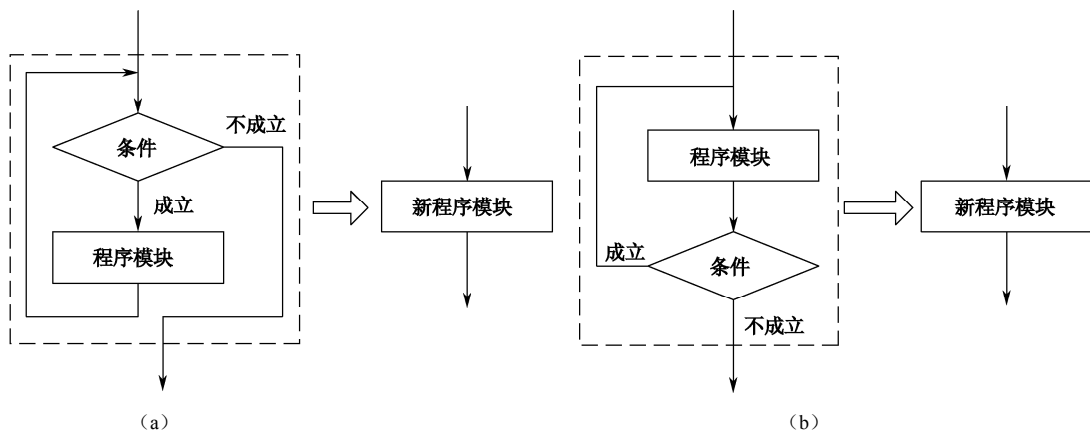 不成立
条件
成立
程序模块
新程序模块
(a)
程序模块
成立
条件
不成立
新程序模块
(b)